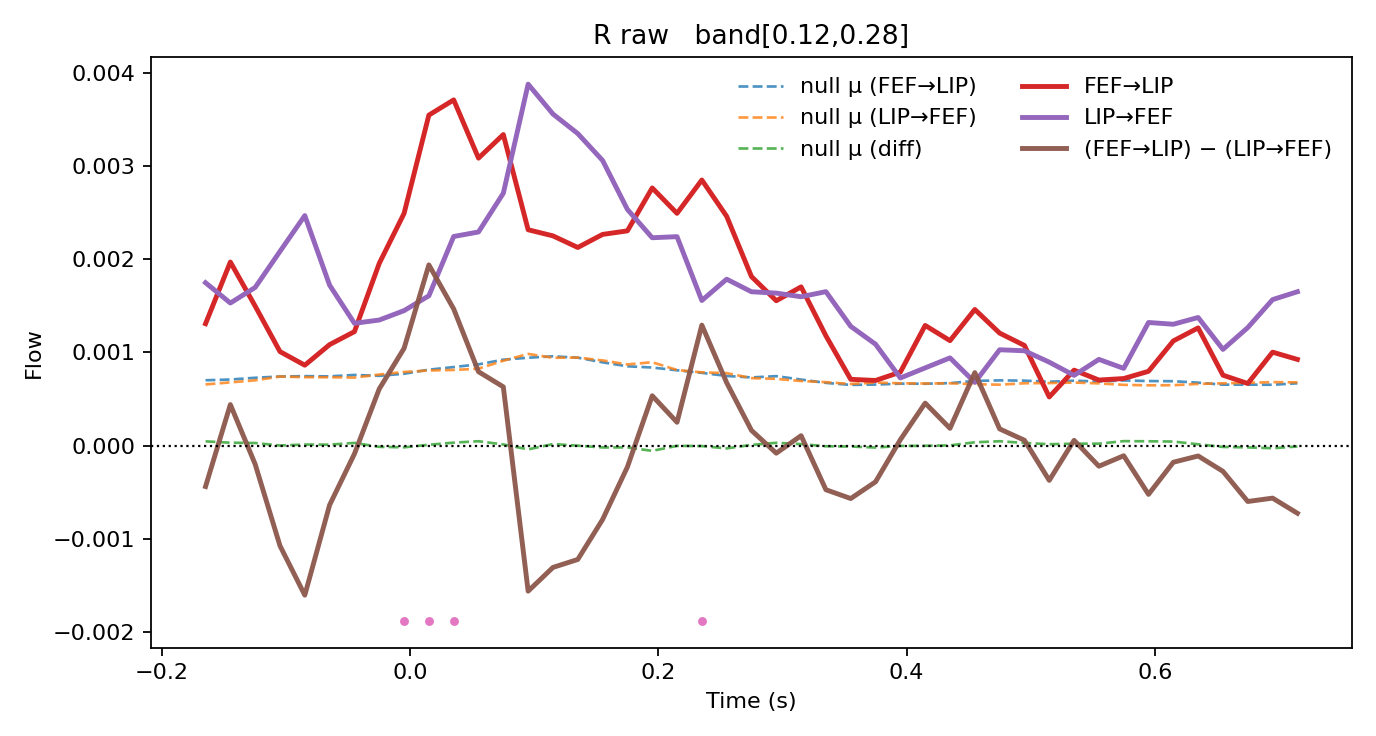 R raw   band[0.12,0.28]
null μ (FEF→LIP)
null μ (LIP→FEF)
null μ (diff)
FEF→LIP
LIP→FEF
(FEF→LIP) − (LIP→FEF)
Flow
0.004
0.003
0.002
0.001
0.000
−0.001
−0.002
−0.2
0.0
0.2
0.4
0.6
Time (s)